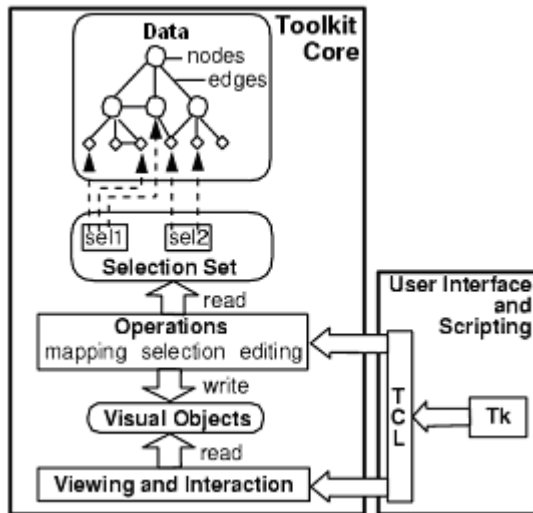 Toolkit
Core
Data
nodes
edges
sel1
sel2
Selection Set
read
Operations
mapping selection editing
write
Visual Objects
read
Viewing and Interaction
User Interface
and
Scripting
TCL
Tk